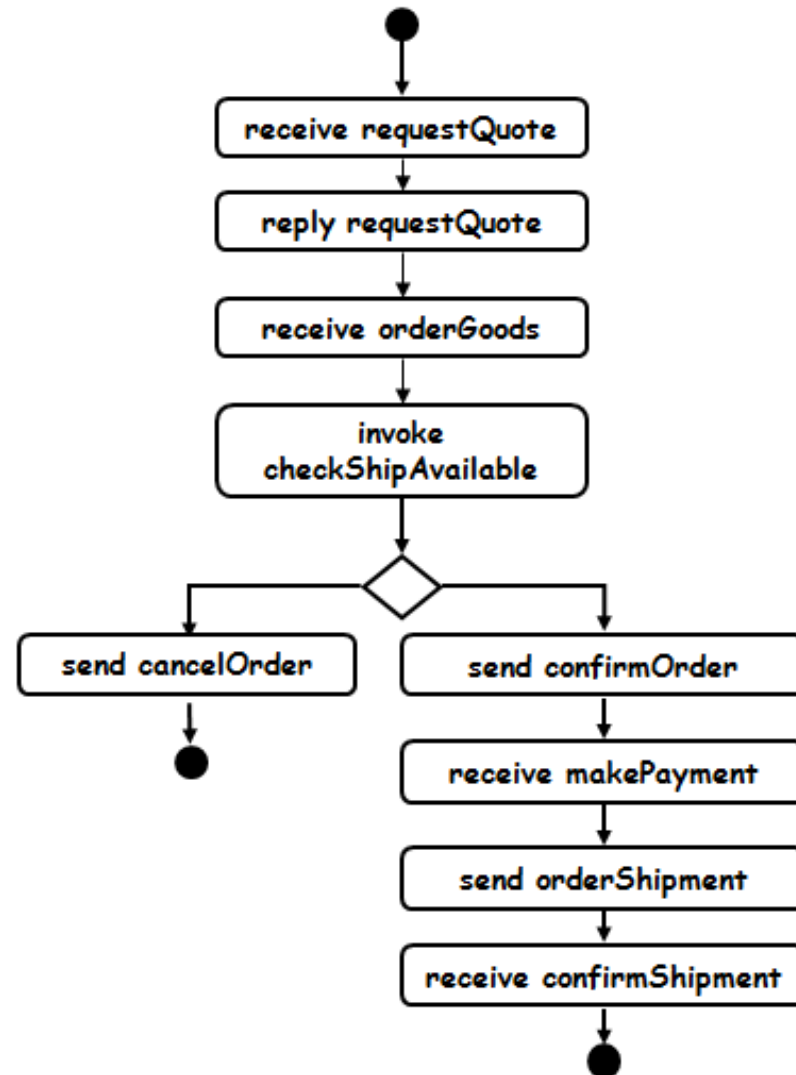 receive requestQuote
reply requestQuote
receive orderGoods
invoke
checkShipAvailable
send cancelOrder
send confirmOrder
receive makePayment
send orderShipment
receive confirmShipment